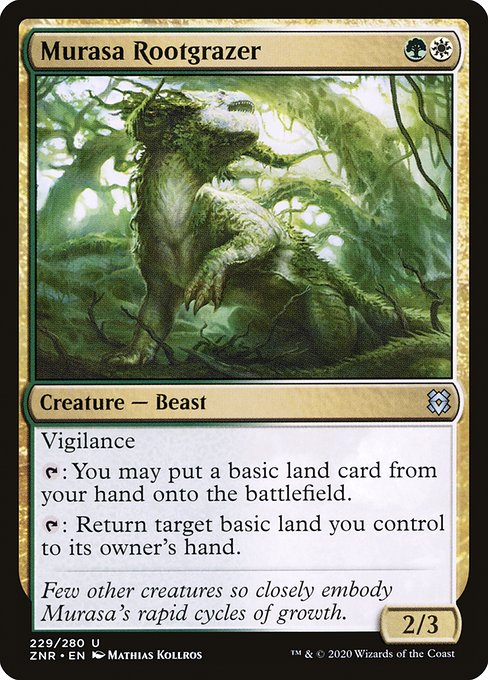 Murasa Rootgrazer
Creature — Beast
Vigilance
: You may put a basic land card from
your hand onto the battlefield.
: Return target basic land you control
to its owner's hand.
Few other creatures so closely embody
Murasa's rapid cycles of growth.
2/3
229/280 U
ZNR • EN Mathias Kollros
™ & © 2020 Wizards of the Coast